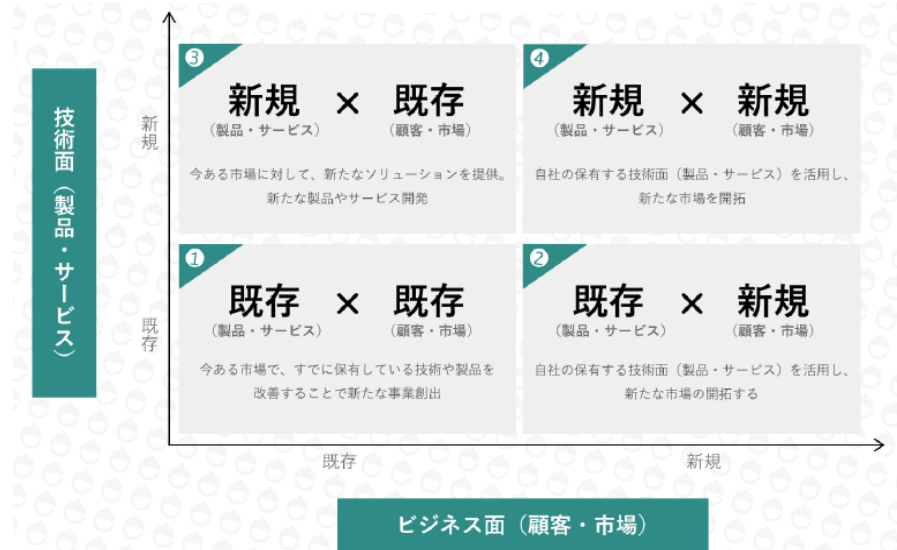 技術面（製品・サービス）
新規
既存
❸
新規 × 既存
（製品・サービス） （顧客・市場）
今ある市場に対して、新たなソリューションを提供。
新たな製品やサービス開発
❹
新規 × 新規
（製品・サービス） （顧客・市場）
自社の保有する技術面（製品・サービス）を活用し、
新たな市場を開拓
❶
既存 × 既存
（製品・サービス） （顧客・市場）
今ある市場で、すでに保有している技術や製品を
改善することで新たな事業創出
❷
既存 × 新規
（製品・サービス） （顧客・市場）
自社の保有する技術面（製品・サービス）を活用し、
新たな市場の開拓する
既存
新規
ビジネス面（顧客・市場）